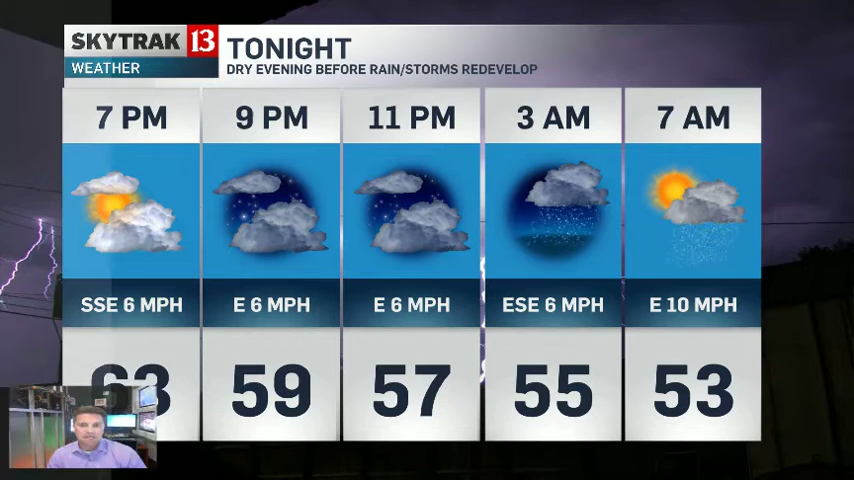 SKYTRAK 13
WEATHER
TONIGHT
DRY EVENING BEFORE RAIN/STORMS REDEVELOP
7 PM 9 PM 11 PM 3 AM 7 AM
SSE 6 MPH E 6 MPH E 6 MPH ESE 6 MPH E 10 MPH
63 59 57 55 53